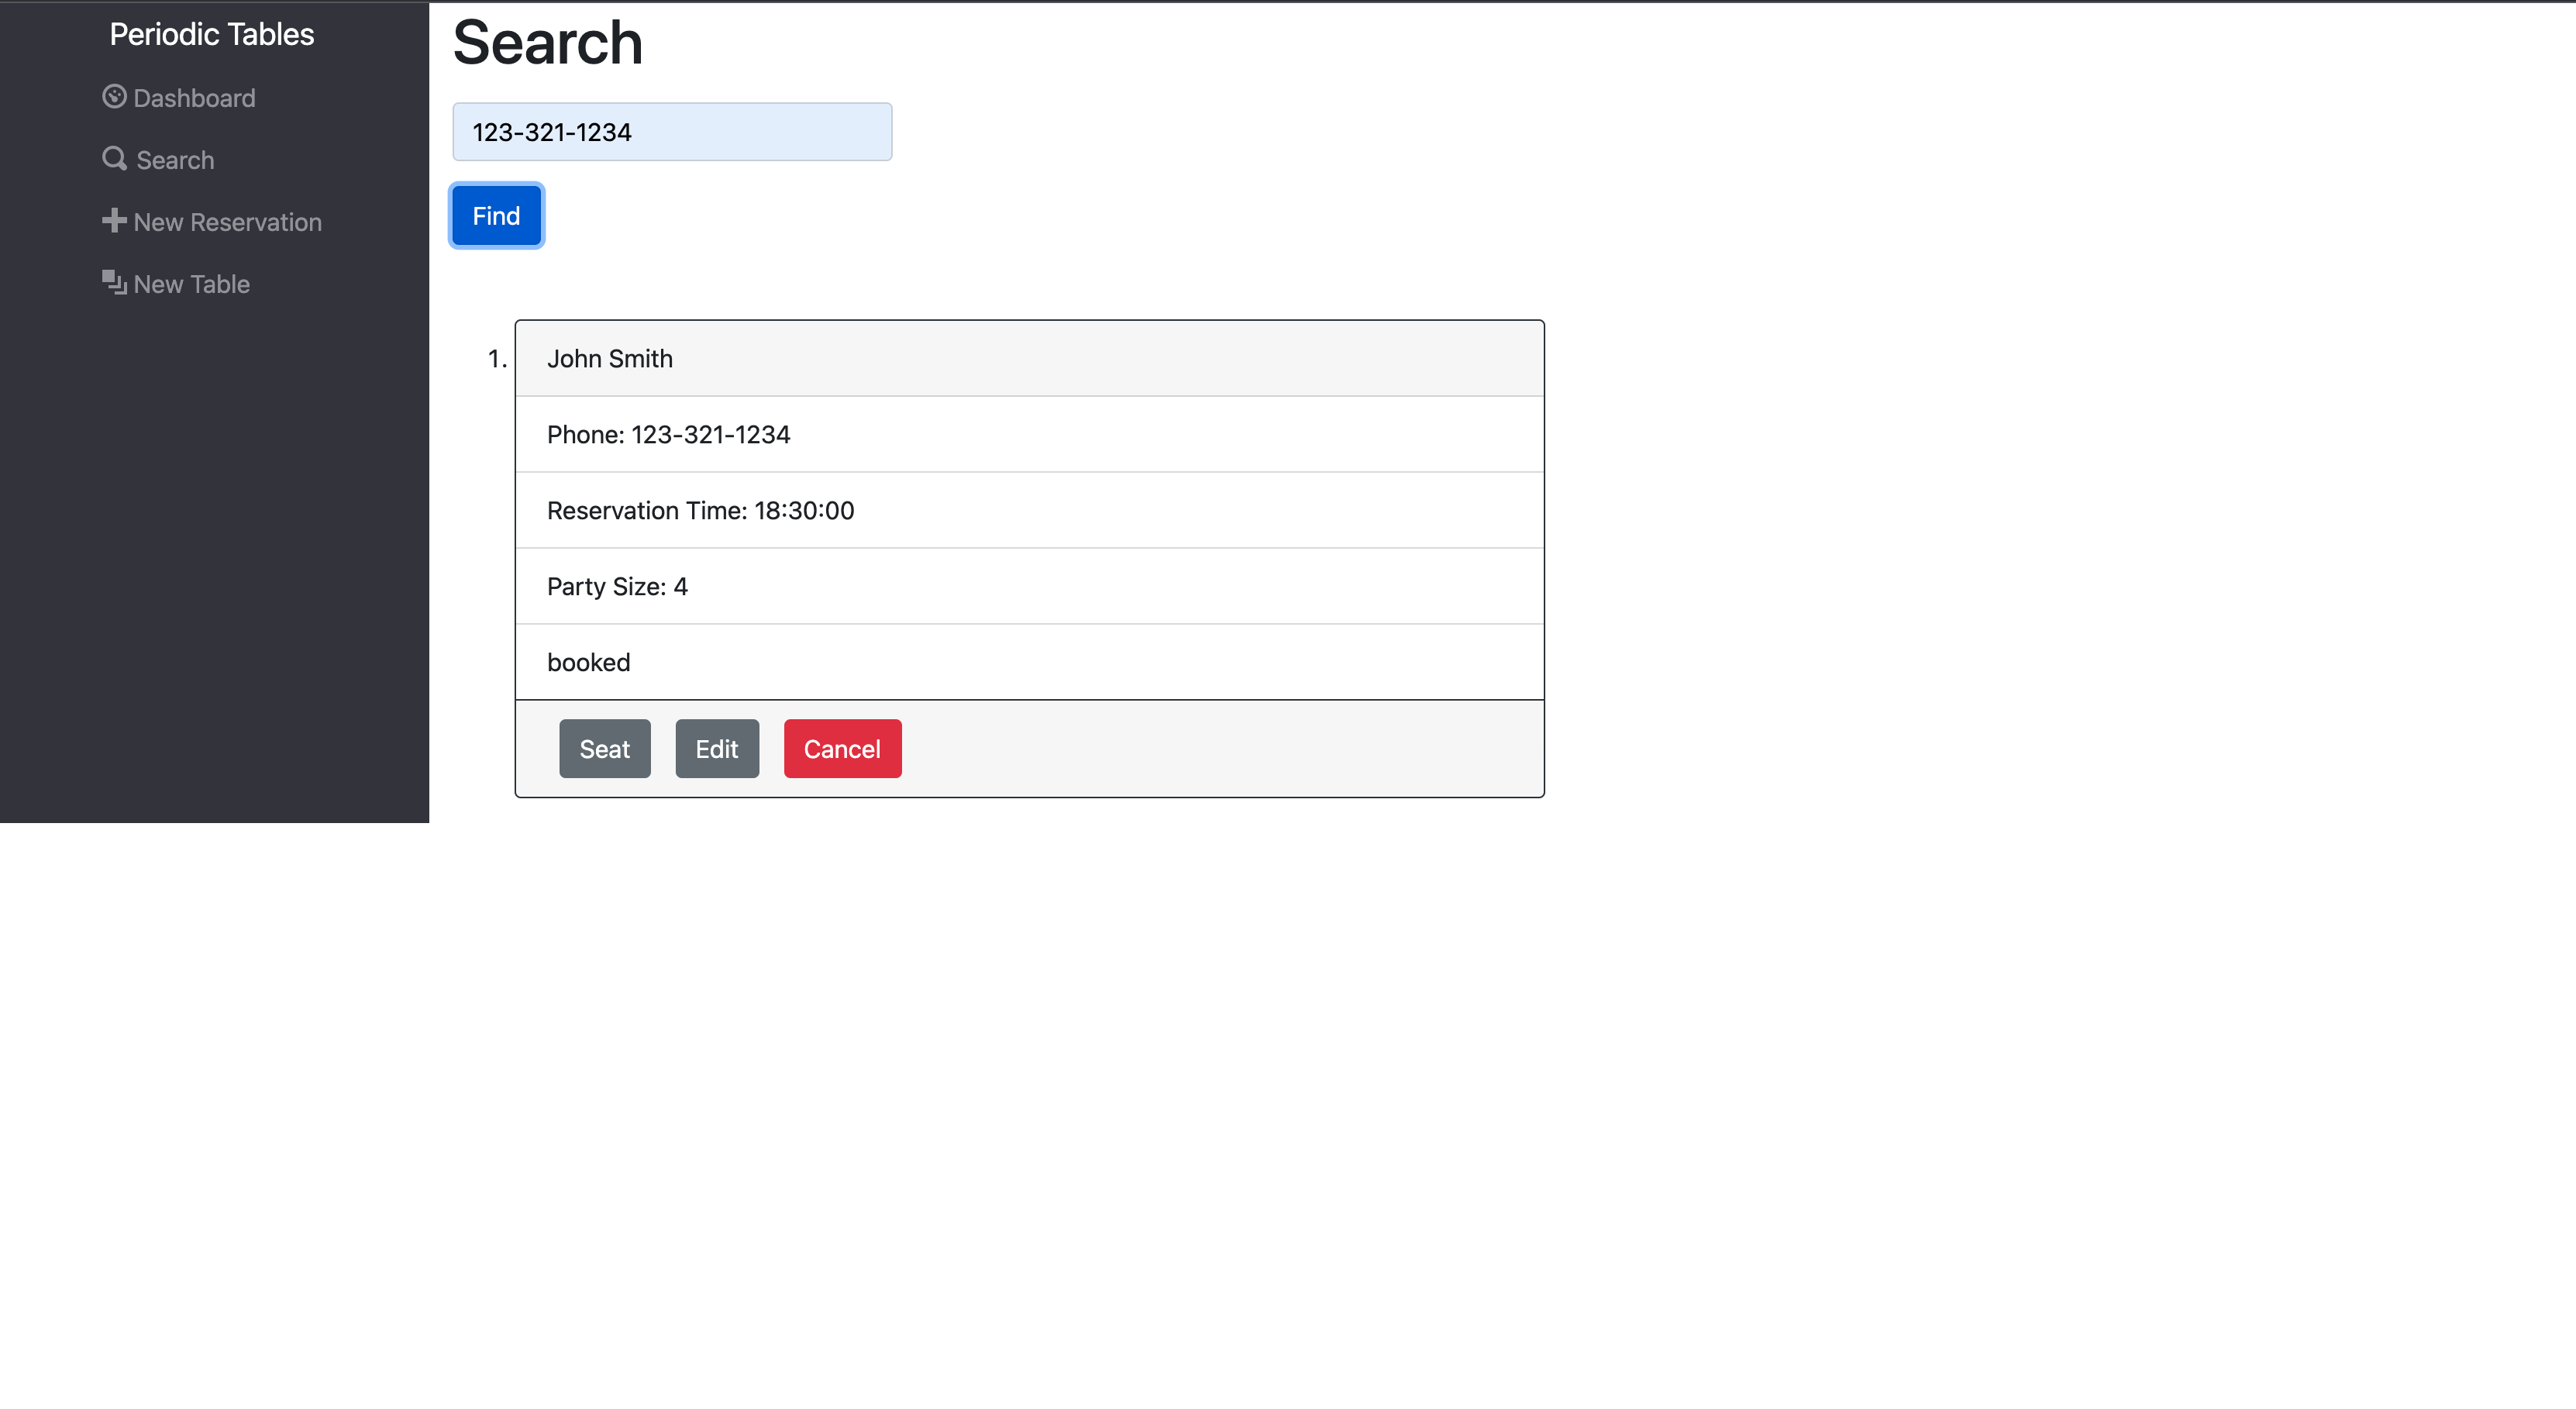 Periodic Tables
Dashboard
Search
New Reservation
New Table
Search
123-321-1234
Find
1. John Smith
Phone: 123-321-1234
Reservation Time: 18:30:00
Party Size: 4
booked
Seat Edit Cancel